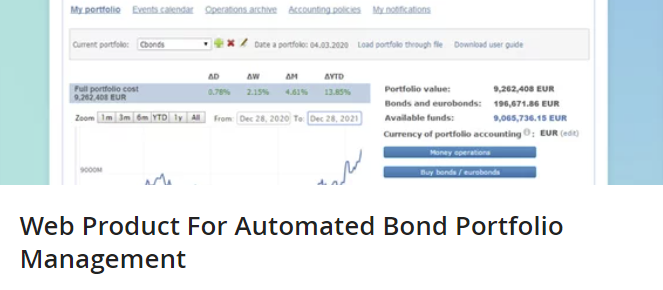 My portfolio Events calendar Operations archive Accounting policies My notifications
Current portfolio: Cbonds Date a portfolio: 04.03.2020 Load portfolio through file Download user guide
ΔD ΔW ΔM ΔYTD
Full portfolio cost
9,262,408 EUR 0.78% 2.15% 4.61% 13.85%
Portfolio value: 9,262,408 EUR
Bonds and eurobonds: 196,671.86 EUR
Available funds: 9,065,736.15 EUR
Currency of portfolio accounting : EUR (edit)
Zoom 1m 3m 6m YTD 1y All From: Dec 28, 2020 To: Dec 28, 2021
Money operations
Buy bonds / eurobonds
9000M
Web Product For Automated Bond Portfolio
Management